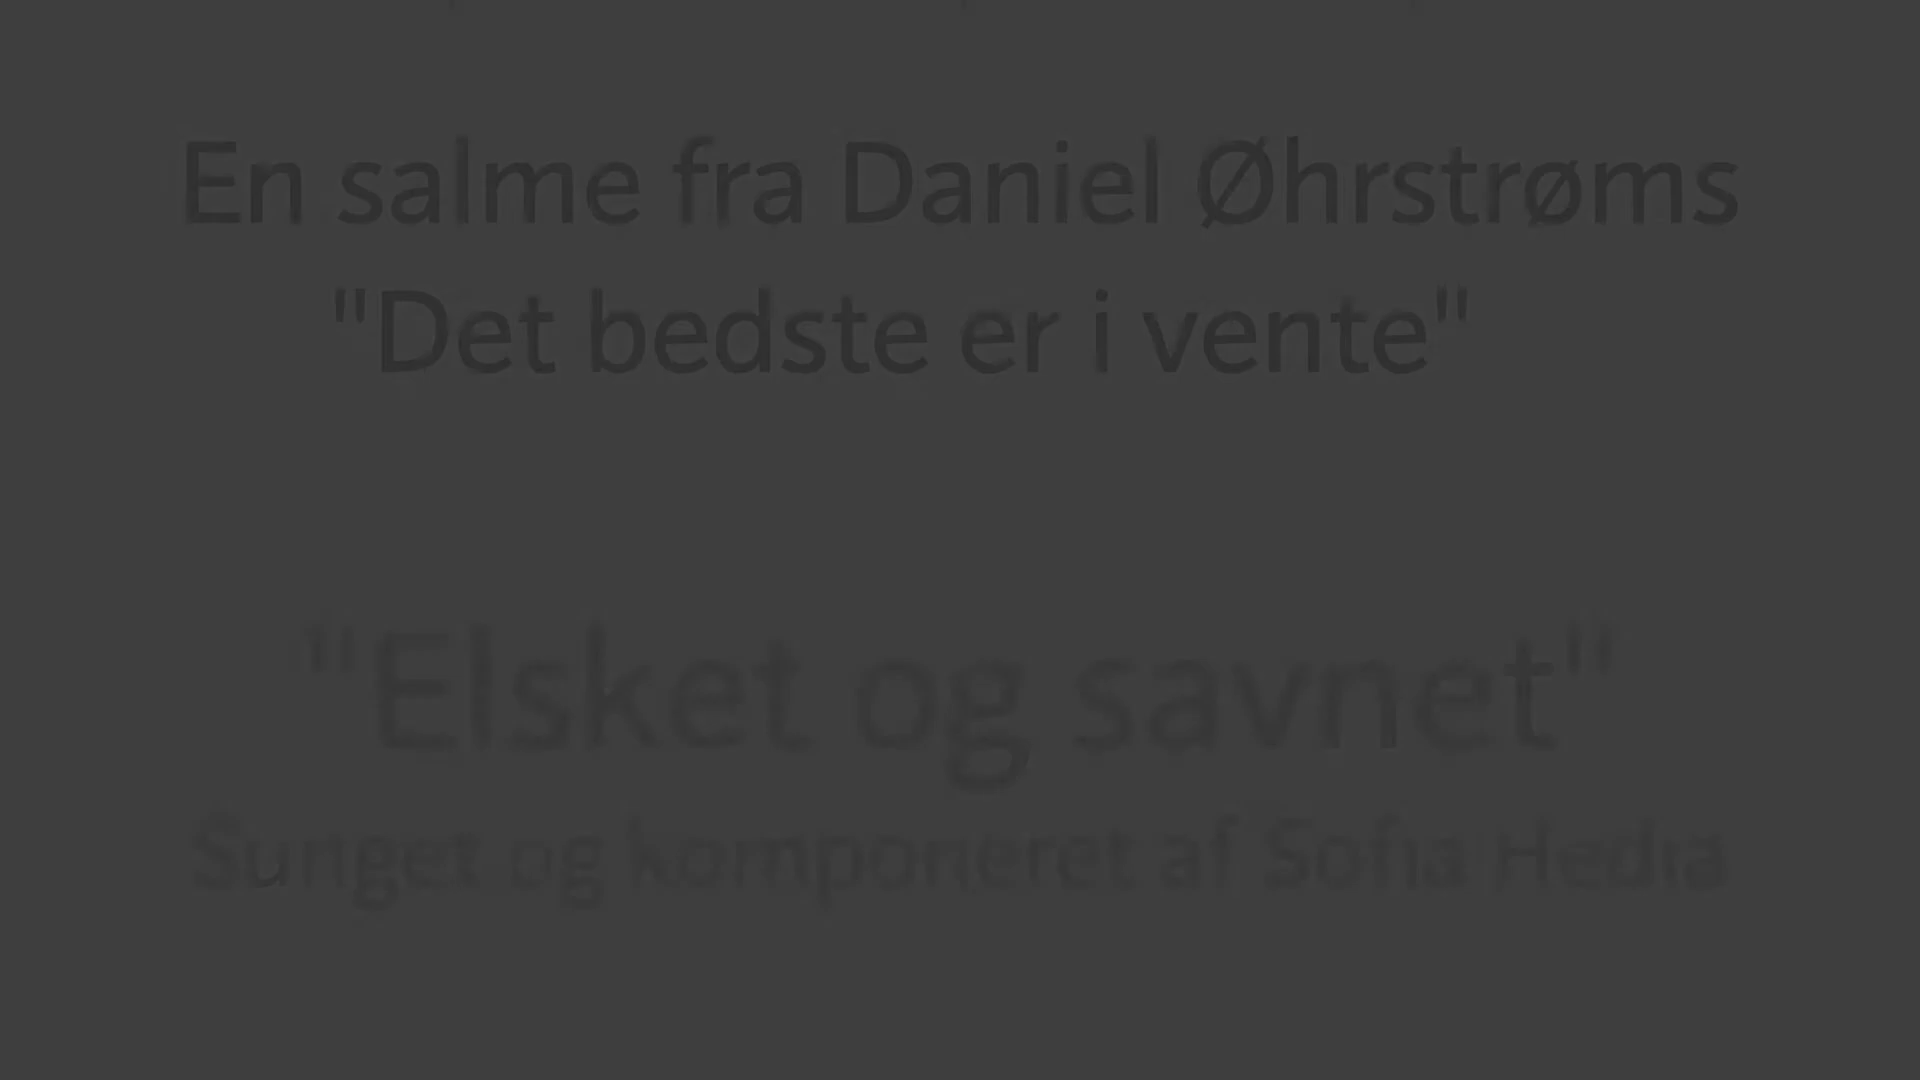 En salme fra Daniel Øhrstrøms
"Det bedste er i vente"
"Elsket og savnet"
Sunget og komponeret af Sofia Hedia